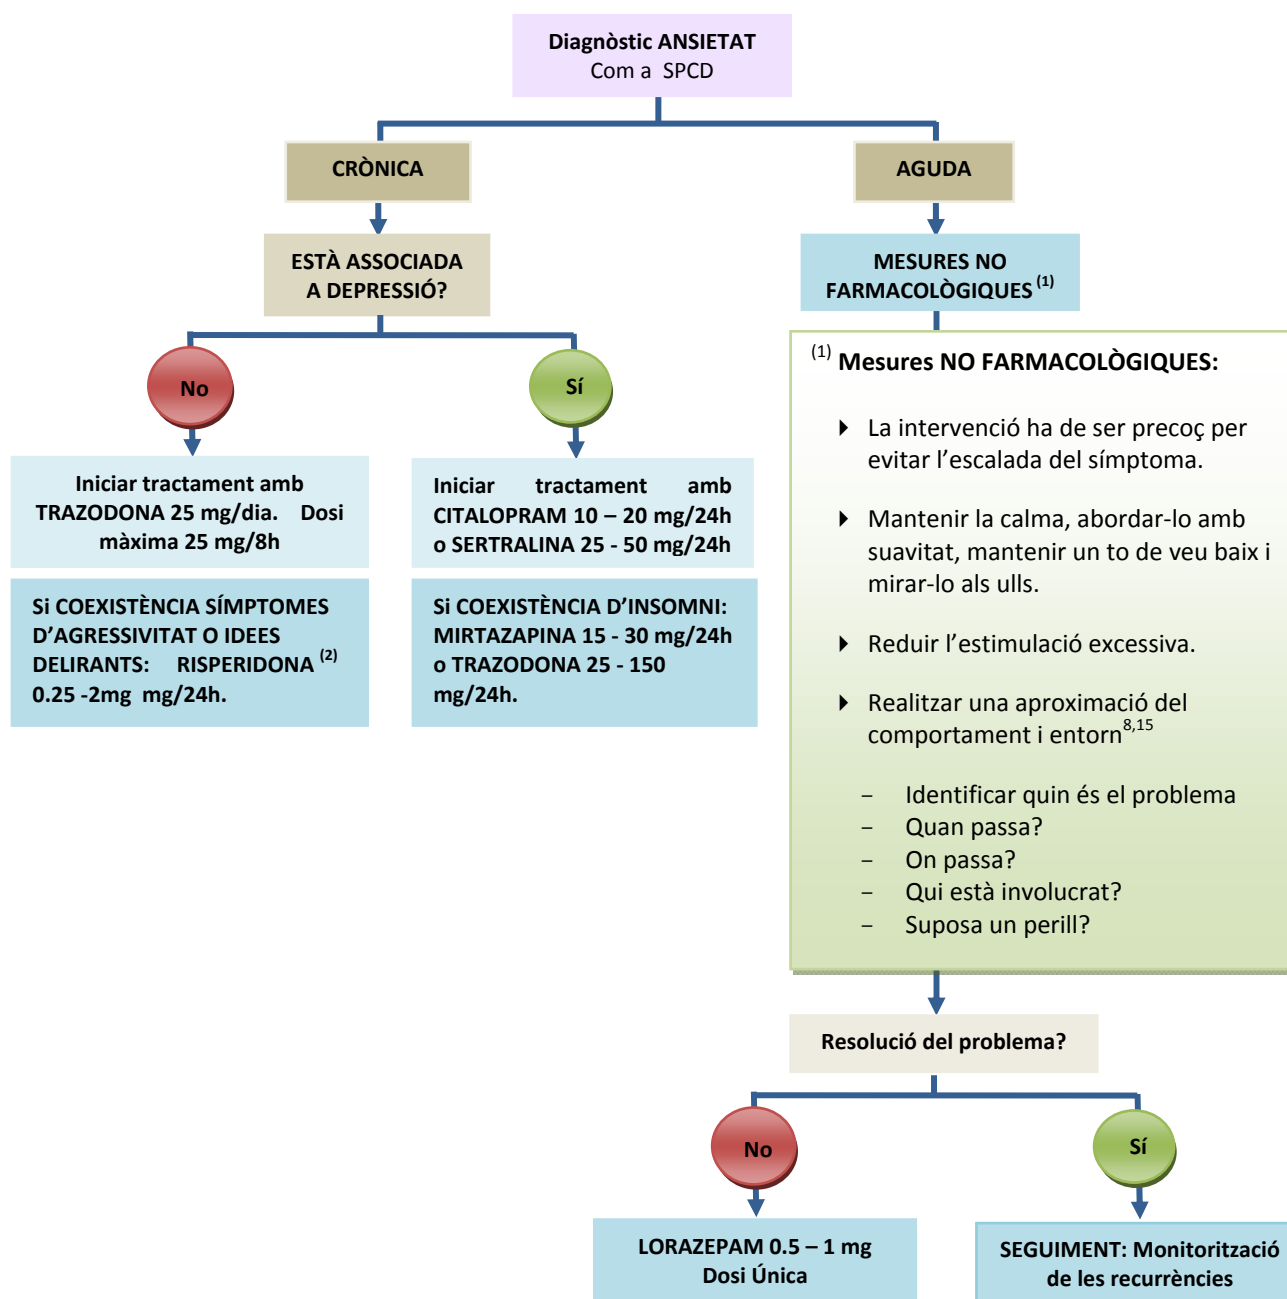 Diagnòstic ANSIETAT
Com a SPCD
CRÒNICA
AGUDA
ESTÀ ASSOCIADA
A DEPRESSIÓ?
MESURES NO
FARMACOLÒGIQUES (1)
No
Sí
Iniciar tractament amb
TRAZODONA 25 mg/dia. Dosi
màxima 25 mg/8h
Iniciar tractament amb
CITALOPRAM 10 – 20 mg/24h
o SERTRALINA 25 - 50 mg/24h
Si COEXISTÈNCIA SÍMPTOMES
D’AGRESSIVITAT O IDEES
DELIRANTS: RISPERIDONA (2)
0.25 -2mg mg/24h.
Si COEXISTÈNCIA D’INSOMNI:
MIRTAZAPINA 15 - 30 mg/24h
o TRAZODONA 25 - 150
mg/24h.
(1) Mesures NO FARMACOLÒGIQUES:
La intervenció ha de ser precoç per
evitar l’escalada del símptoma.
Mantenir la calma, abordar-lo amb
suavitat, mantenir un to de veu baix i
mirar-lo als ulls.
Reduir l’estimulació excessiva.
Realitzar una aproximació del
comportament i entorn8,15
– Identificar quin és el problema
– Quan passa?
– On passa?
– Qui està involucrat?
– Suposa un perill?
Resolució del problema?
No
Sí
LORAZEPAM 0.5 – 1 mg
Dosi Única
SEGUIMENT: Monitorització
de les recurrències